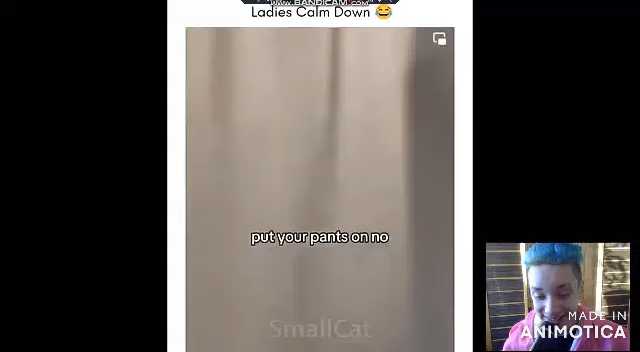 www.BANDICAM.com
Ladies Calm Down 😂
put your pants on no
SmallCat
MADE IN
ANIMOTICA